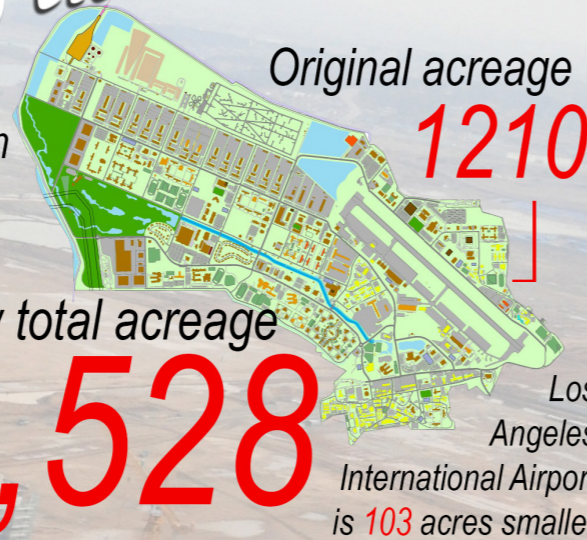 Original acreage
1210
total acreage
,528
Los
Angeles
International Airpor
is 103 acres smalle